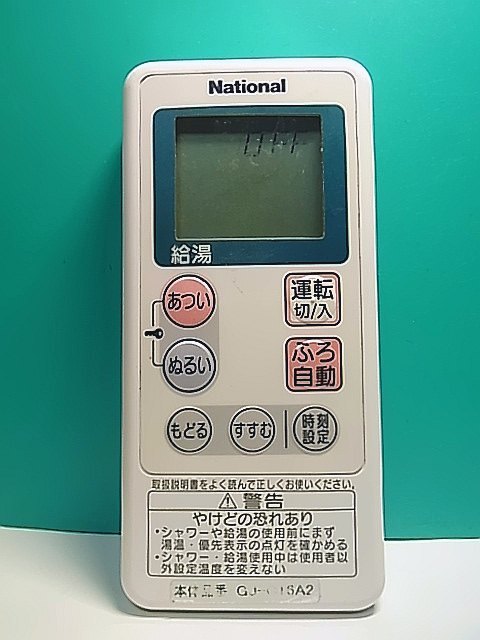 National
給湯
あつい
運転
切/入
ぬるい
ふろ
自動
もどる
すすむ
時刻
設定
取扱説明書をよく読んで正しくお使いください。
⚠警告
やけどの恐れあり
・シャワーや給湯の使用前にまず
湯温・優先表示の点灯を確かめる
・シャワー・給湯使用中は使用者以
外設定温度を変えない
本体品番